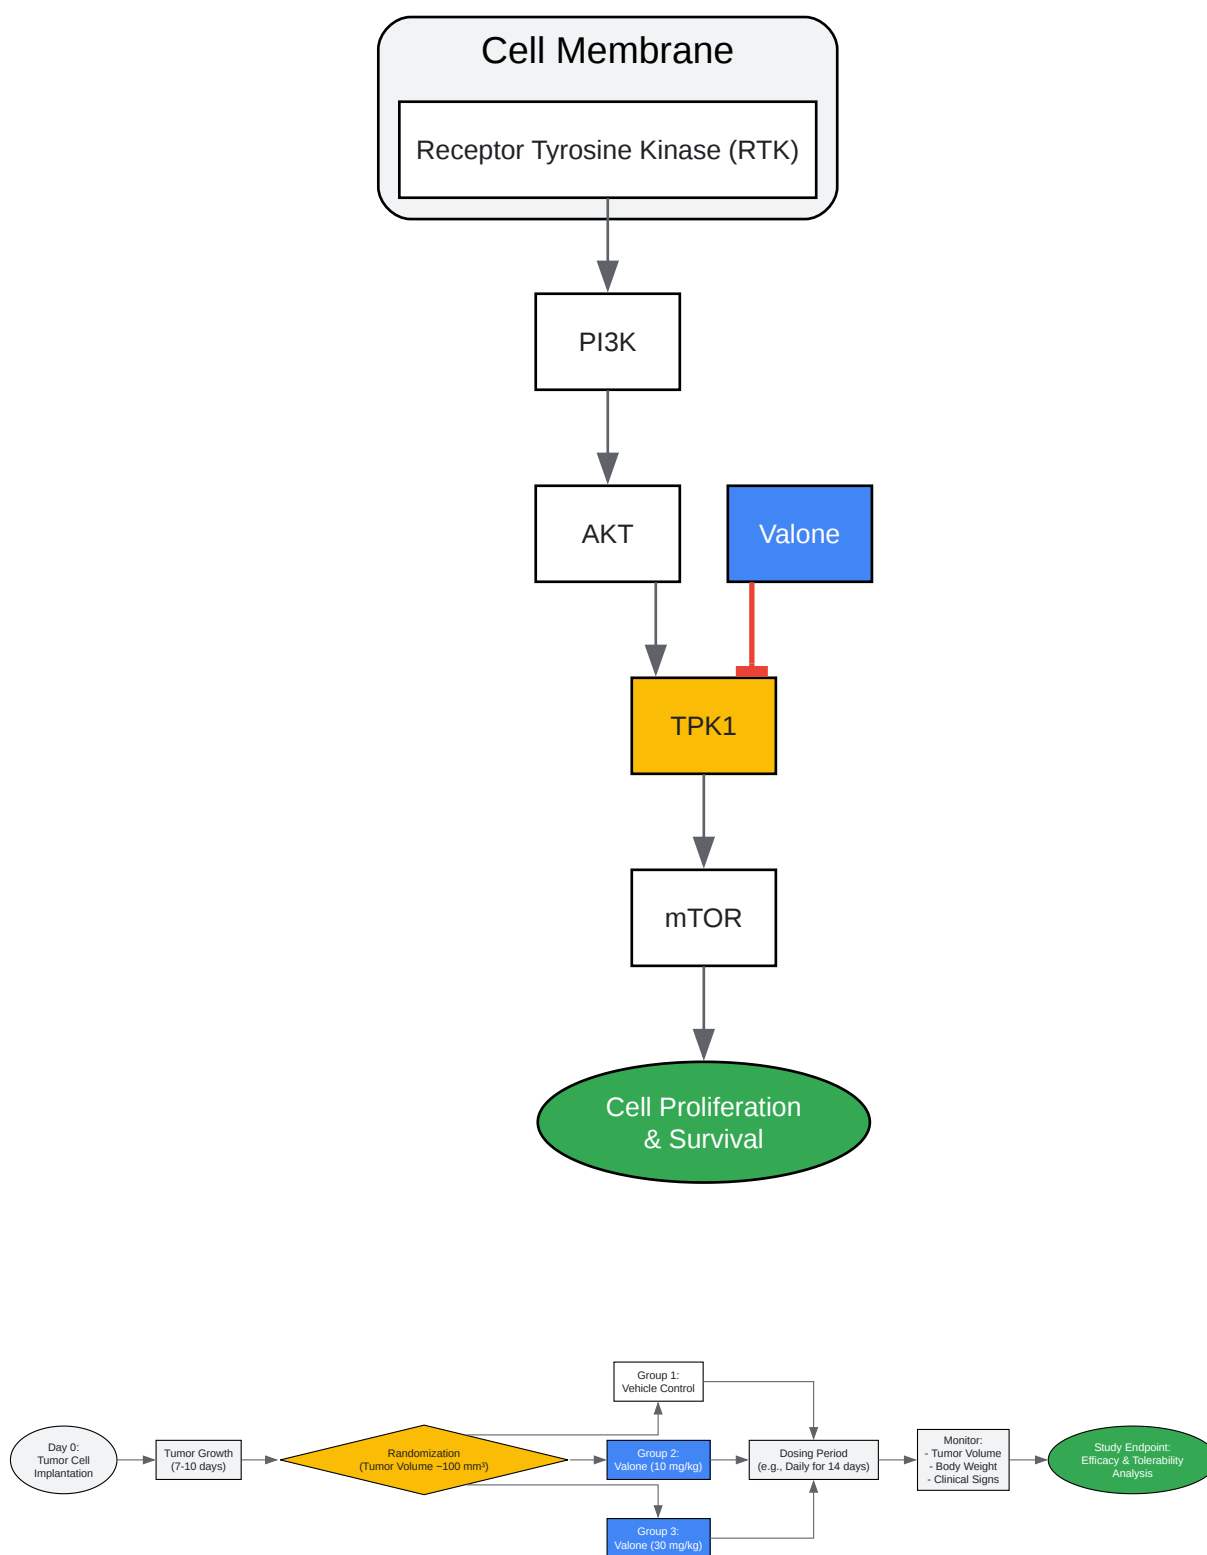 Cell Membrane
Receptor Tyrosine Kinase (RTK)
PI3K
AKT
Valone
TPK1
mTOR
Cell Proliferation
& Survival
Day 0:
Tumor Cell
Implantation
Tumor Growth
(7-10 days)
Randomization
(Tumor Volume ~100 mm³)
Group 1:
Vehicle Control
Group 2:
Valone (10 mg/kg)
Group 3:
Valone (30 mg/kg)
Dosing Period
(e.g., Daily for 14 days)
Monitor:
- Tumor Volume
- Body Weight
- Clinical Signs
Study Endpoint:
Efficacy & Tolerability
Analysis